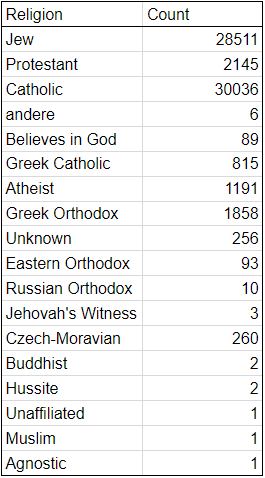 Religion Count
Jew 28511
Protestant 2145
Catholic 30036
andere 6
Believes in God 89
Greek Catholic 815
Atheist 1191
Greek Orthodox 1858
Unknown 256
Eastern Orthodox 93
Russian Orthodox 10
Jehovah's Witness 3
Czech-Moravian 260
Buddhist 2
Hussite 2
Unaffiliated 1
Muslim 1
Agnostic 1